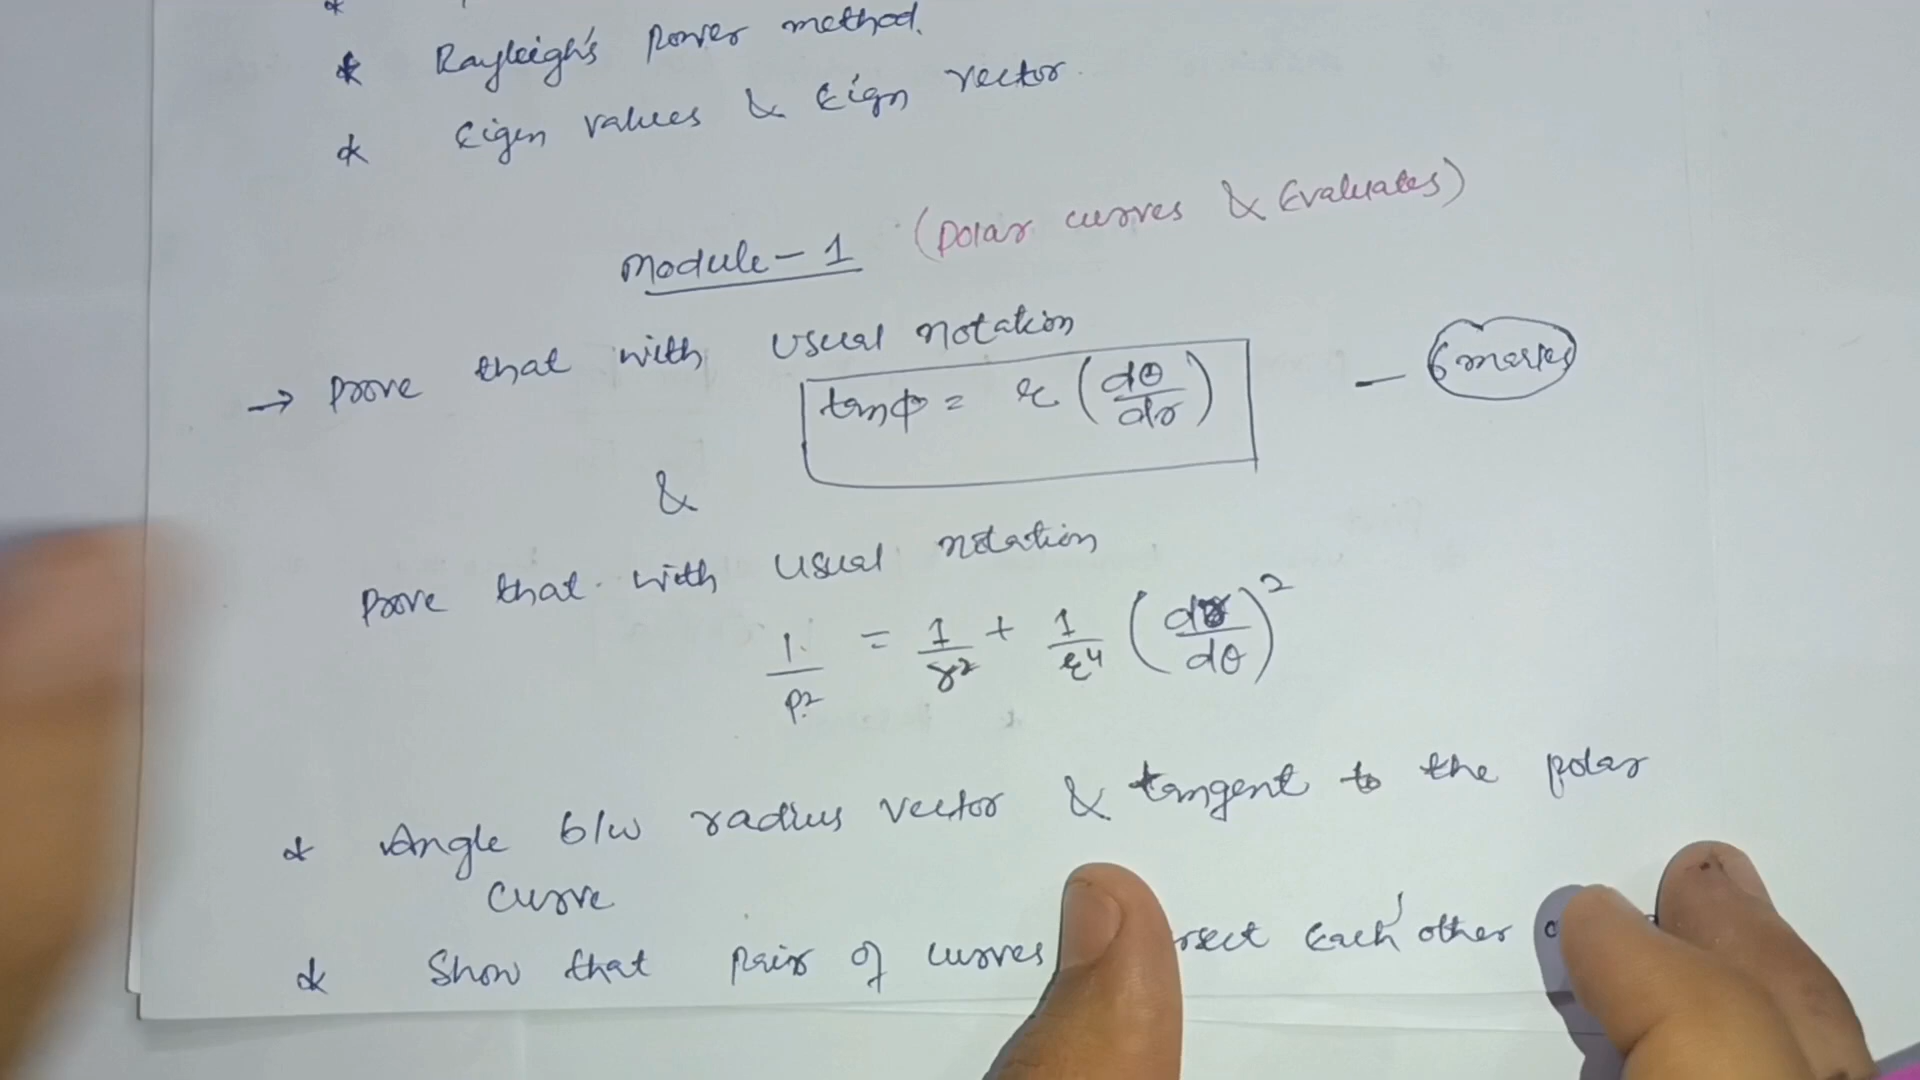 * Rayleigh's Power method.
* Eigen values & Eign vector.
Module-1 (Polar curves & Evaluates)
→ Prove that with usual notation
tanφ = r (dθ/dr) — 6 marks
&
Prove that with usual notation
1/p² = 1/r² + 1/r⁴ (dr/dθ)²
* Angle b/w radius vector & tangent to the polar
curve
* Show that pair of curves rsect each other